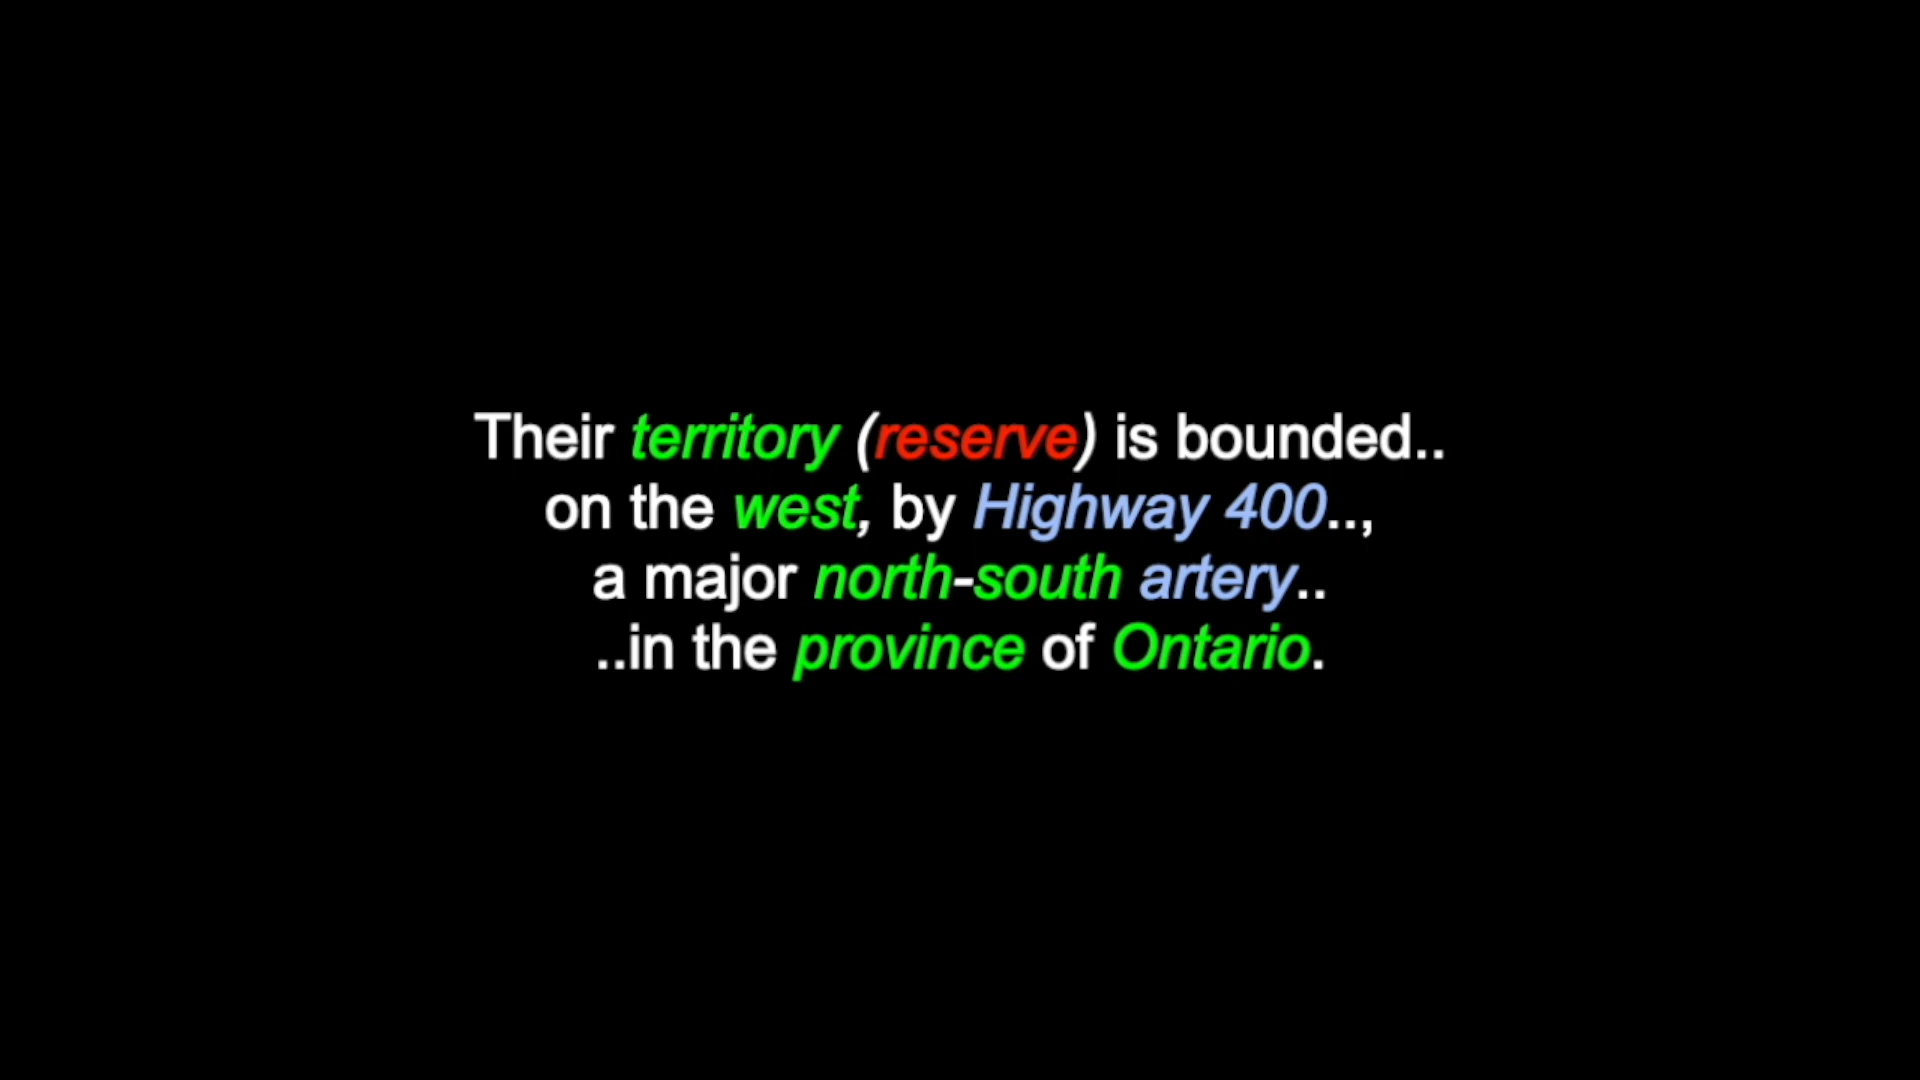 Their territory (reserve) is bounded..
on the west, by Highway 400..,
a major north-south artery..
..in the province of Ontario.